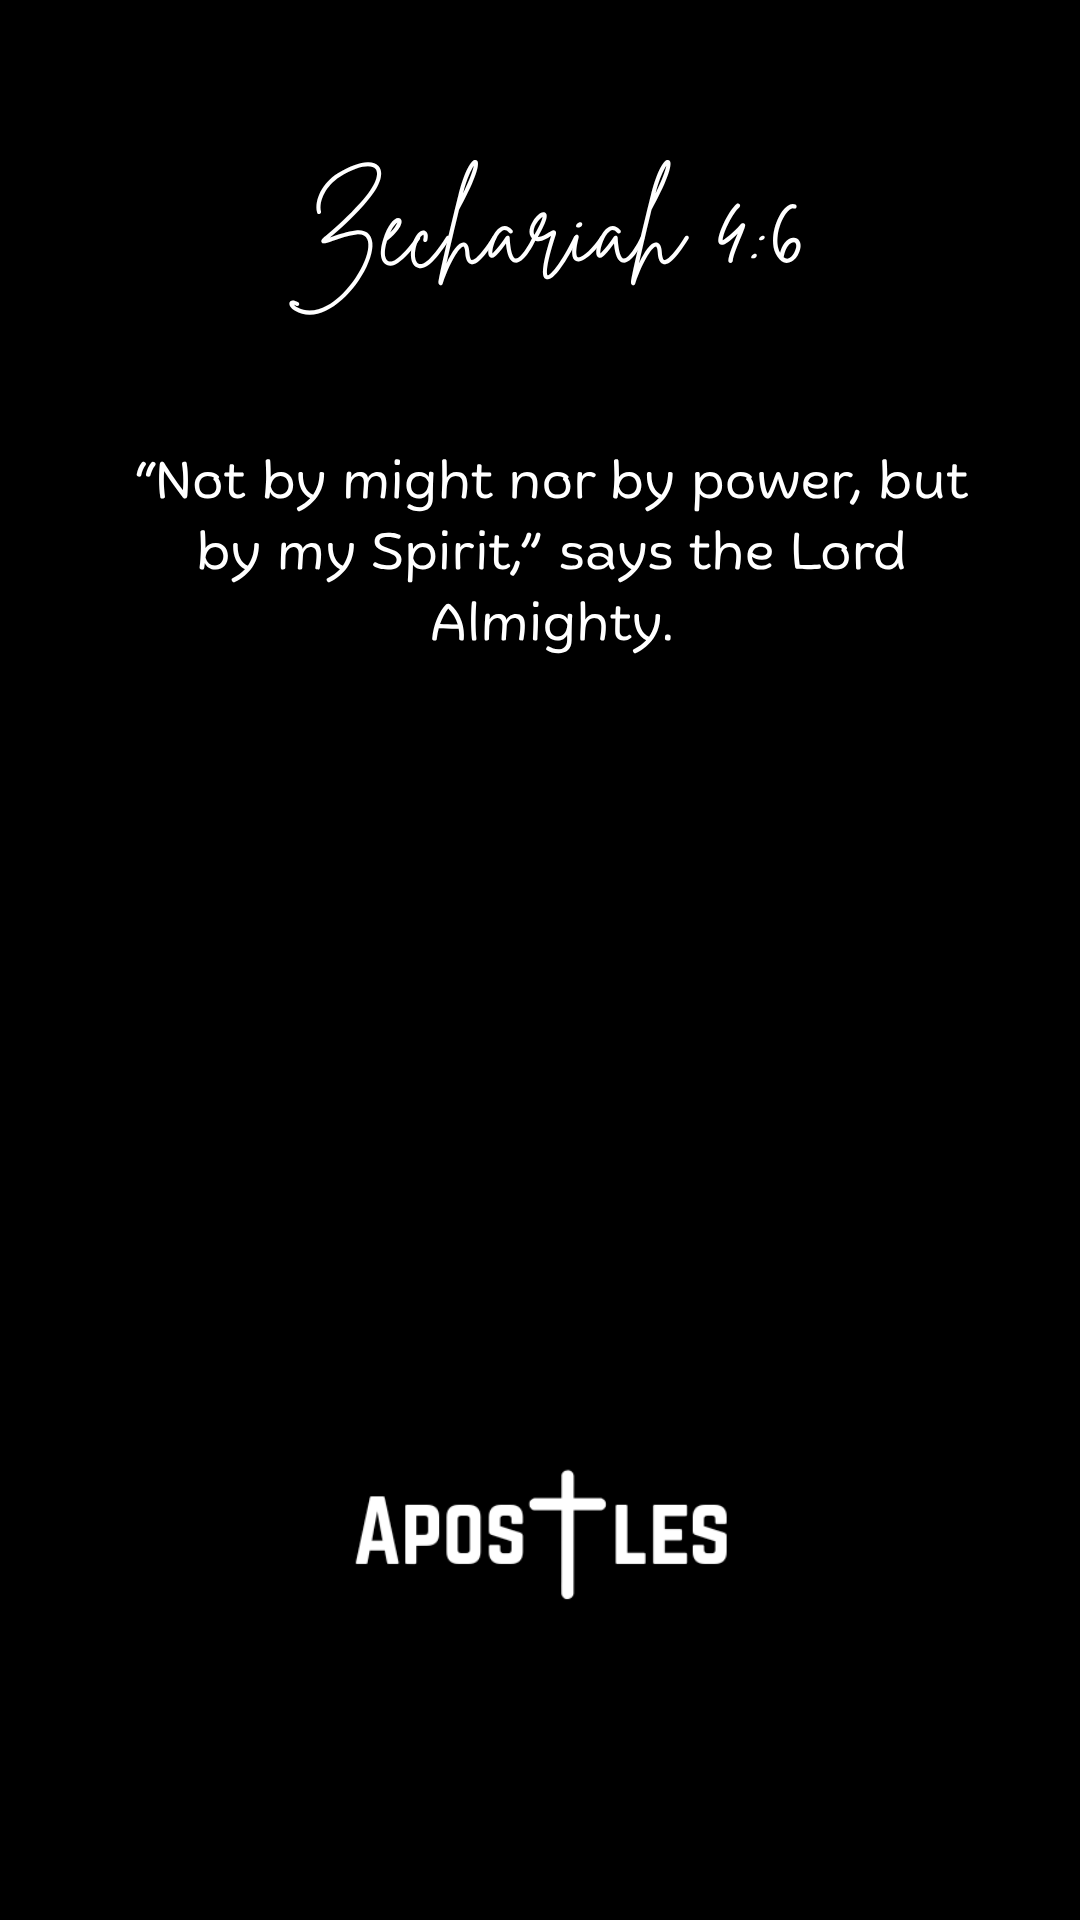 Zechariah 4:6
“Not by might nor by power, but
by my Spirit,” says the Lord
Almighty.
APOSTLES